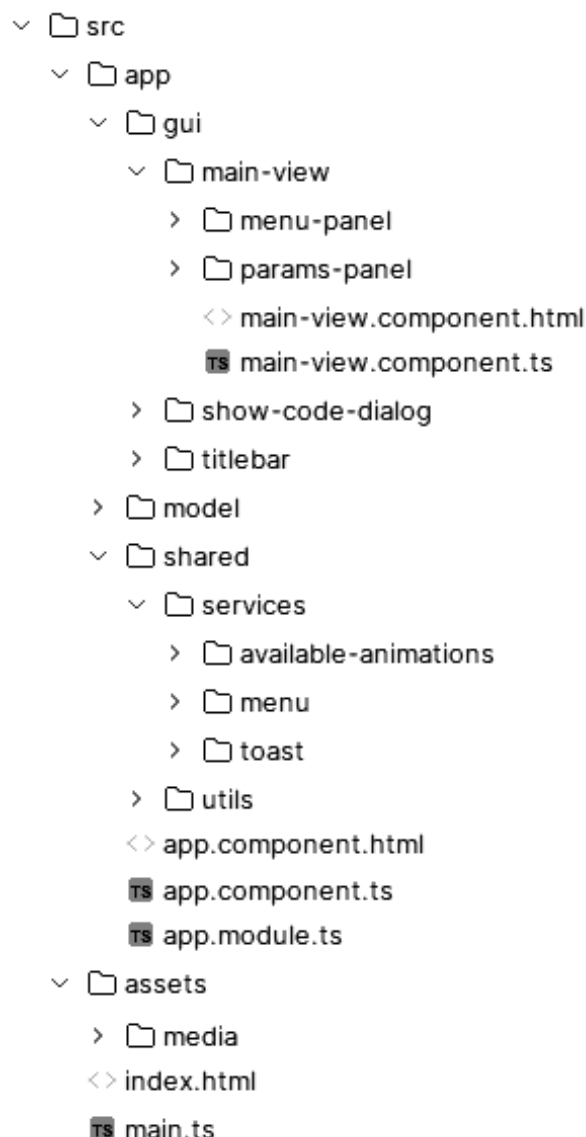 src
app
gui
main-view
menu-panel
params-panel
<> main-view.component.html
TS main-view.component.ts
show-code-dialog
titlebar
model
shared
services
available-animations
menu
toast
utils
<> app.component.html
TS app.component.ts
TS app.module.ts
assets
media
<> index.html
TS main.ts